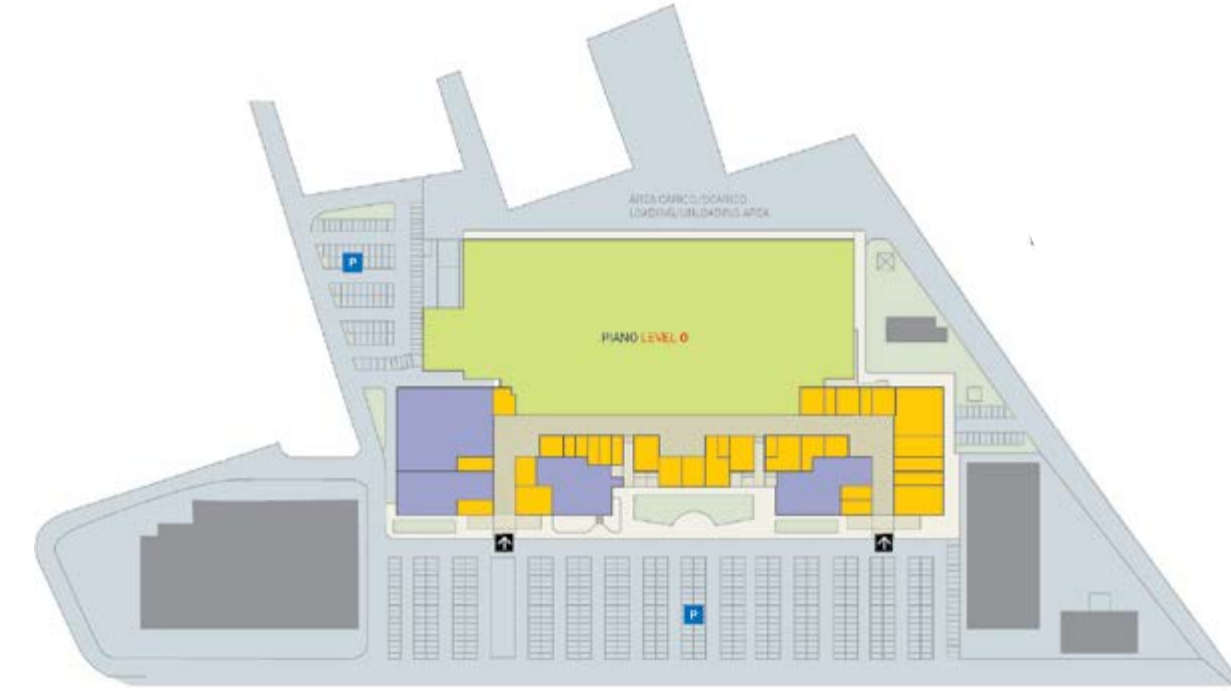 AREA CARICO/SCARICO
LOADING/UNLOADING AREA
P
PIANO LEVEL 0
P